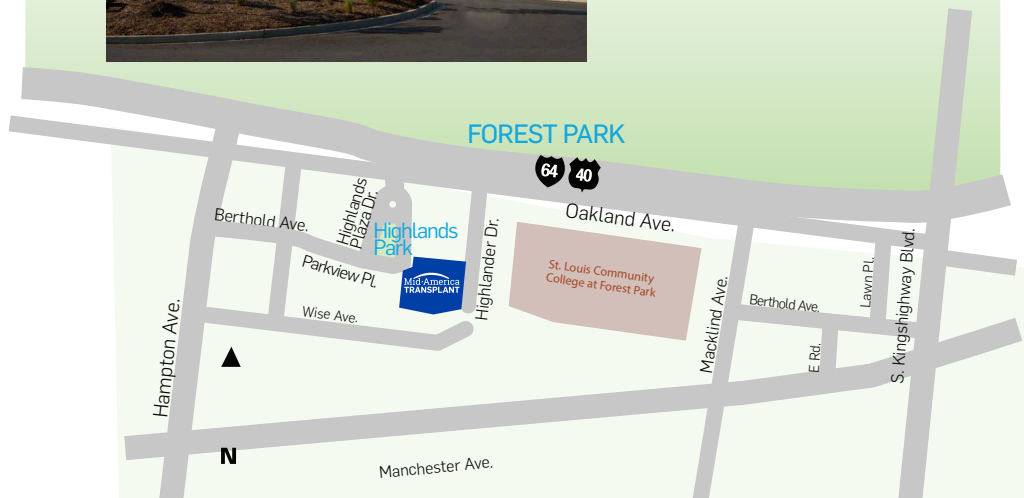 FOREST PARK
64
40
Oakland Ave.
Highlands
Plaza Dr.
Berthold Ave.
Highlands
Park
Parkview Pl.
Mid-America
TRANSPLANT
Highlander Dr.
St. Louis Community
College at Forest Park
Wise Ave.
Hampton Ave.
Macklind Ave.
Berthold Ave.
Lawn Pl.
S. Kingshighway Blvd.
E Rd.
N
Manchester Ave.